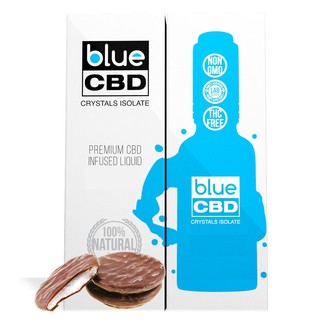 blue
CBD
CRYSTALS ISOLATE
PREMIUM CBD
INFUSED LIQUID
100%
NATURAL
NON
GMO
LAB
THC
FREE
blue
CBD
CRYSTALS ISOLATE